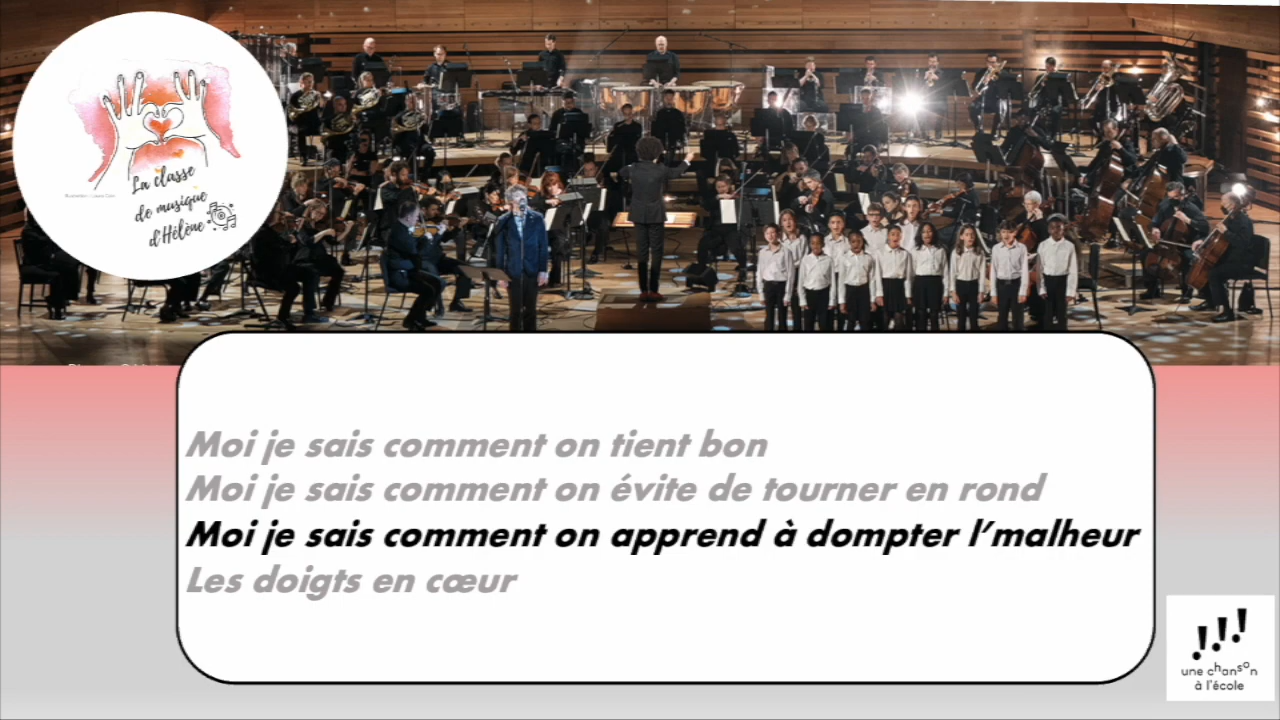 La classe
de musique
d'Hélène
Moi je sais comment on tient bon
Moi je sais comment on évite de tourner en rond
Moi je sais comment on apprend à dompter l'malheur
Les doigts en cœur
une chanson
à l'école